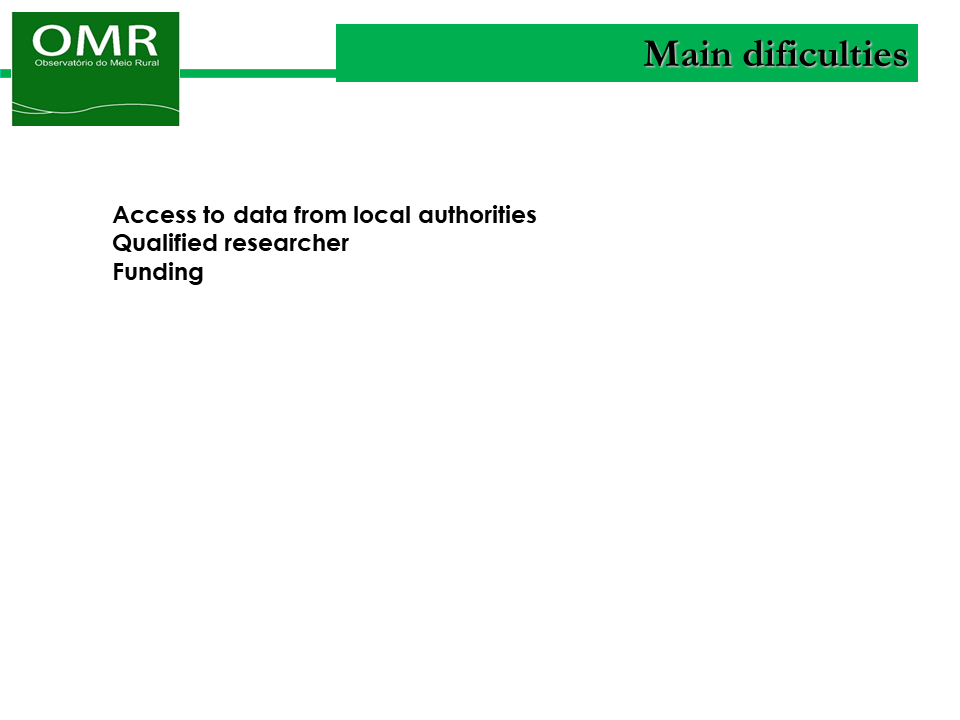 OMR
Observatório do Meio Rural
Main dificulties
Access to data from local authorities
Qualified researcher
Funding